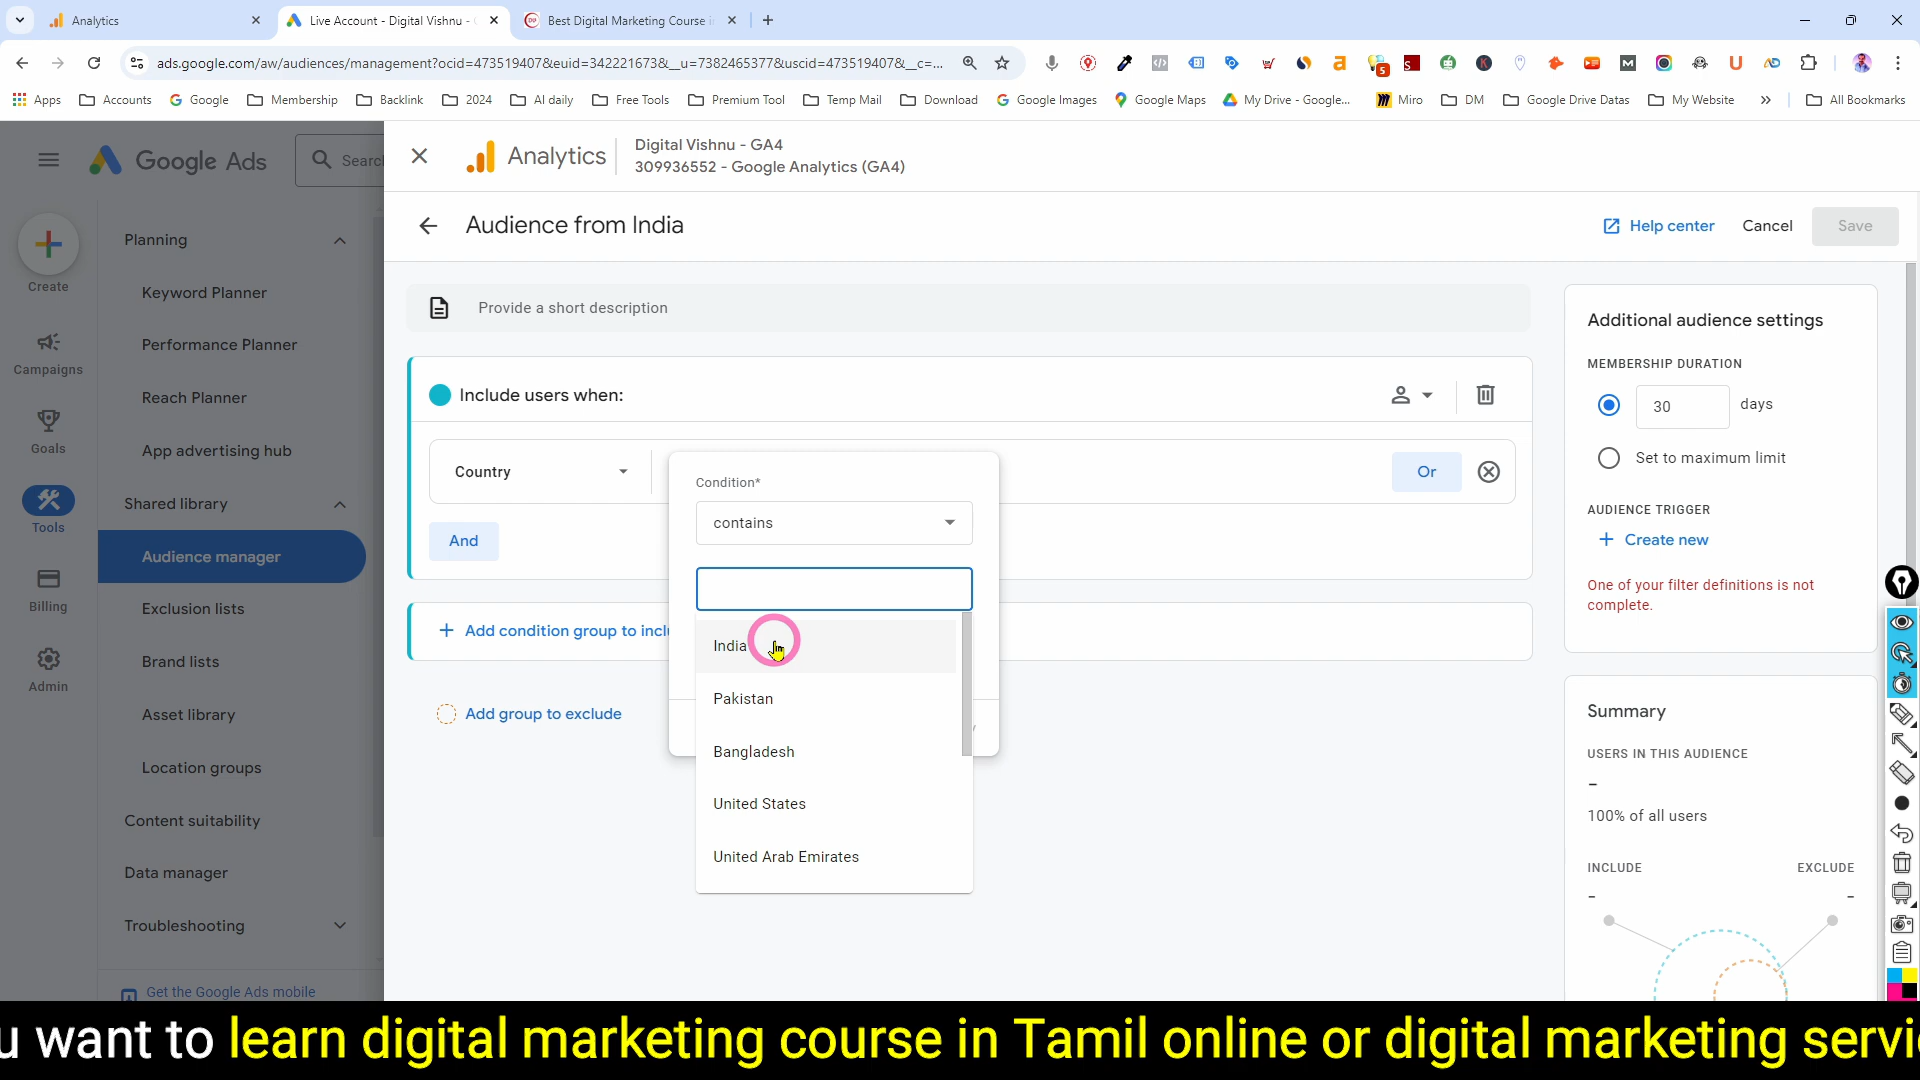 Analytics
Live Account - Digital Vishnu -
Best Digital Marketing Course i
ads.google.com/aw/audiences/management?ocid=473519407&euid=342221673&__u=7382465377&uscid=473519407&__c=...
Apps
Accounts
Google
Membership
Backlink
2024
AI daily
Free Tools
Premium Tool
Temp Mail
Download
Google Images
Google Maps
My Drive - Google...
Miro
DM
Google Drive Datas
My Website
All Bookmarks
Google Ads
Searc
Create
Campaigns
Goals
Tools
Billing
Admin
Planning
Keyword Planner
Performance Planner
Reach Planner
App advertising hub
Shared library
Audience manager
Exclusion lists
Brand lists
Asset library
Location groups
Content suitability
Data manager
Troubleshooting
Get the Google Ads mobile
Analytics
Digital Vishnu - GA4
309936552 - Google Analytics (GA4)
Audience from India
Help center
Cancel
Save
Provide a short description
Include users when:
Country
Or
And
Add condition group to inclu
Add group to exclude
Condition*
contains
India
Pakistan
Bangladesh
United States
United Arab Emirates
Additional audience settings
MEMBERSHIP DURATION
30 days
Set to maximum limit
AUDIENCE TRIGGER
Create new
One of your filter definitions is not
complete.
Summary
USERS IN THIS AUDIENCE
-
100% of all users
INCLUDE EXCLUDE
- -
u want to learn digital marketing course in Tamil online or digital marketing servi